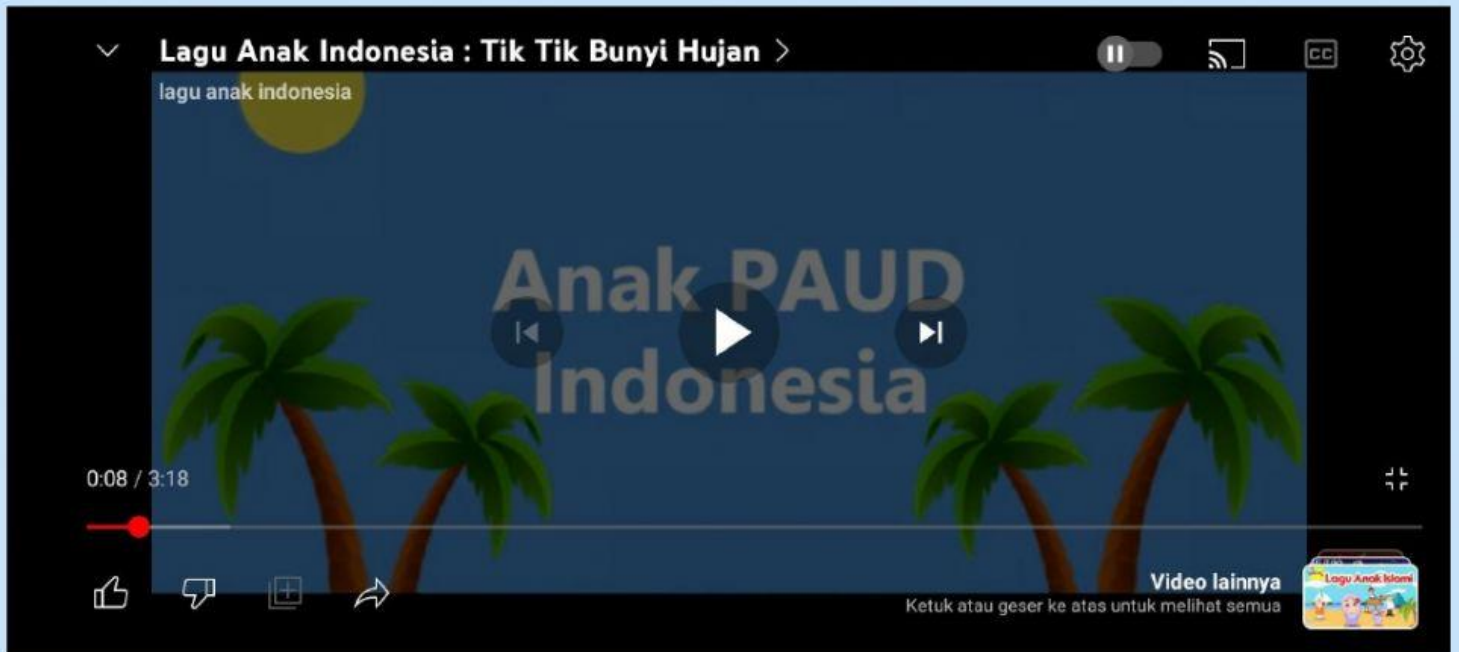 Lagu Anak Indonesia : Tik Tik Bunyi Hujan >
CC
lagu anak indonesia
Anak PAUD
Indonesia
0:08 / 3:18
Video lainnya
Ketuk atau geser ke atas untuk melihat semua
Lagu Anak Islami